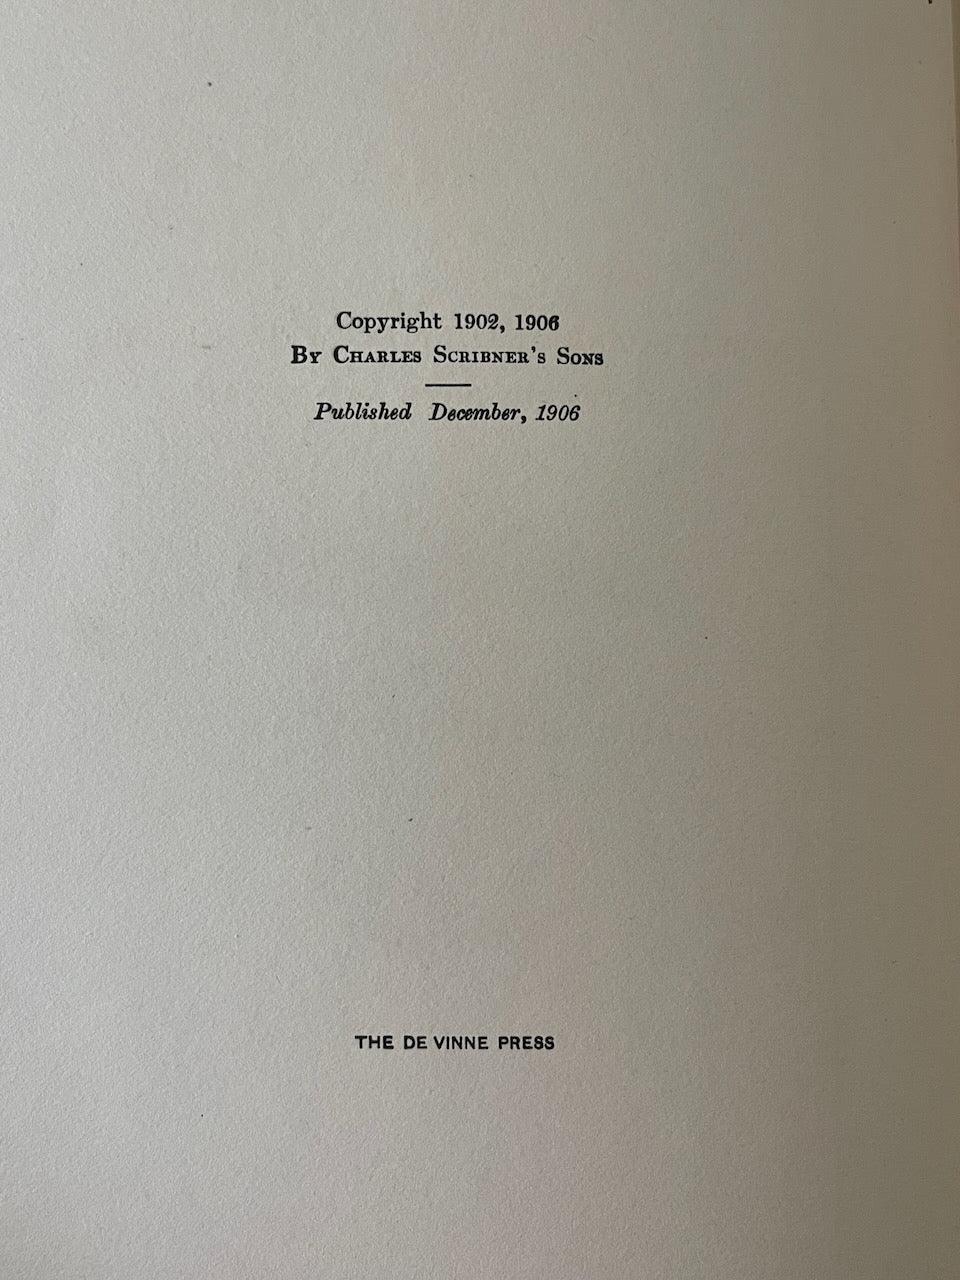 Copyright 1902, 1906
By Charles Scribner's Sons
Published December, 1906
THE DE VINNE PRESS